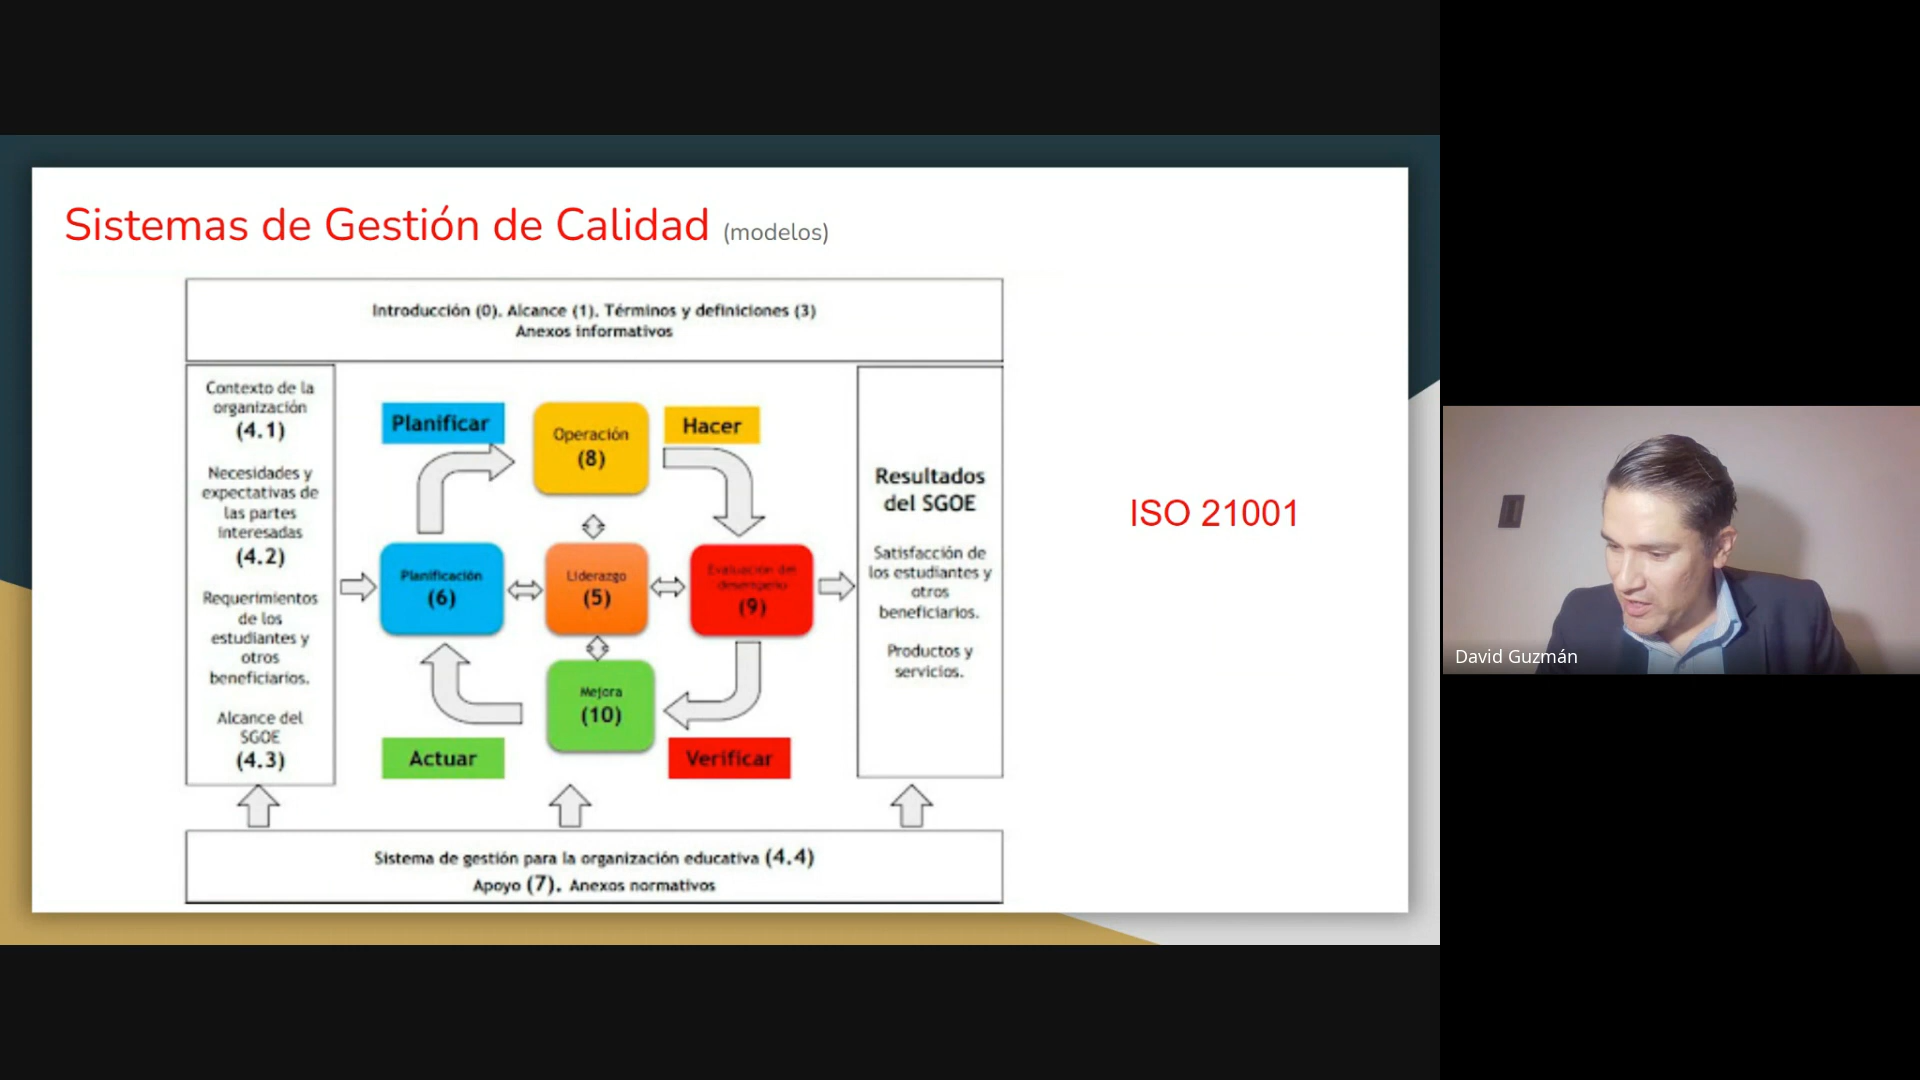 Sistemas de Gestión de Calidad (modelos)
Introducción (0). Alcance (1). Términos y definiciones (3)
Anexos informativos
Contexto de la
organización
(4.1)
Necesidades y
expectativas de
las partes
interesadas
(4.2)
Requerimientos
de los
estudiantes y
otros
beneficiarios.
Alcance del
SGOE
(4.3)
Planificar
Operación
(8)
Hacer
Planificación
(6)
Liderazgo
(5)
Evaluación del
desempeño
(9)
Mejora
(10)
Actuar
Verificar
Resultados
del SGOE
Satisfacción de
los estudiantes y
otros
beneficiarios.
Productos y
servicios.
Sistema de gestión para la organización educativa (4.4)
Apoyo (7). Anexos normativos
ISO 21001
David Guzmán